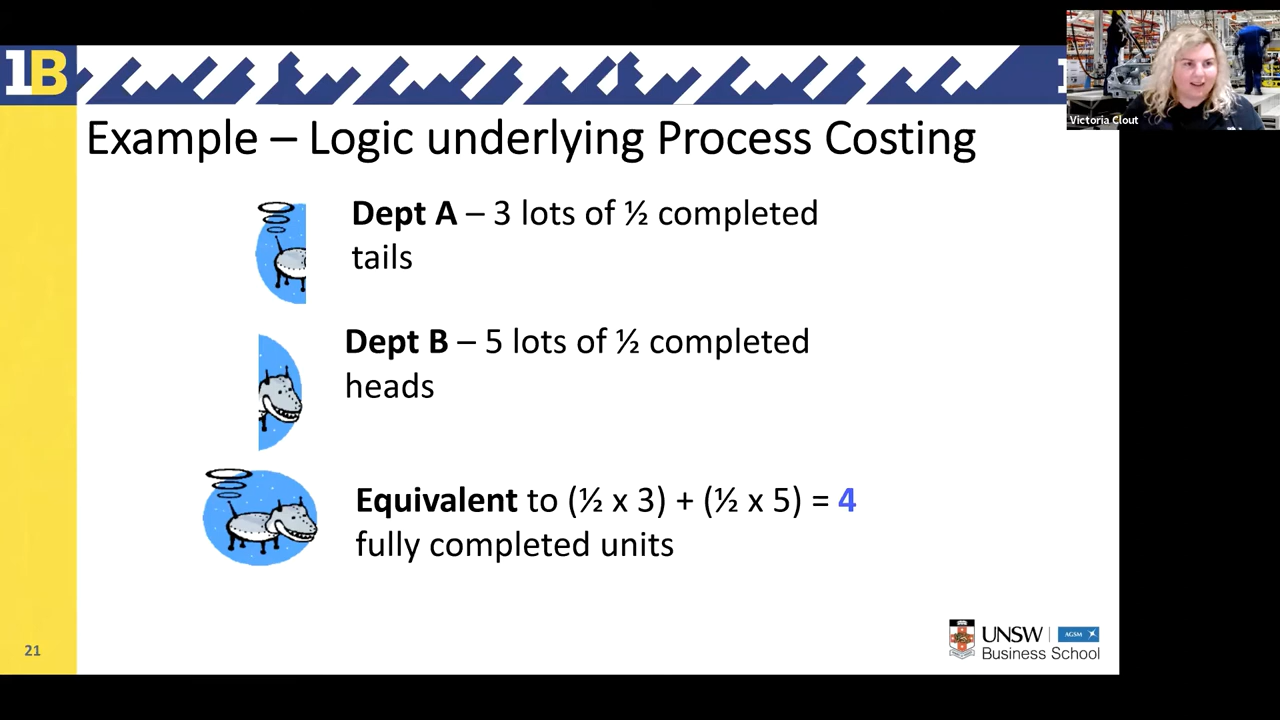 1B
Victoria Clout
Example – Logic underlying Process Costing
Dept A – 3 lots of ½ completed
tails
Dept B – 5 lots of ½ completed
heads
Equivalent to (½ x 3) + (½ x 5) = 4
fully completed units
21
UNSW
AGSM
Business School